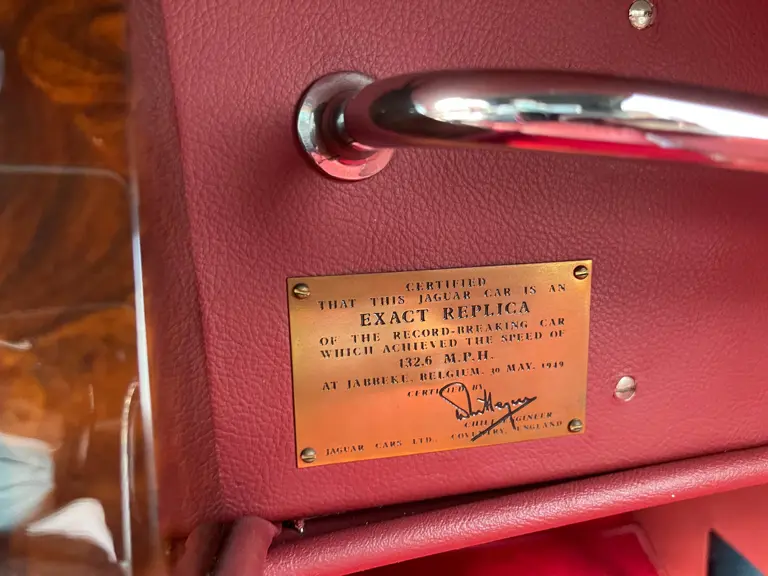 CERTIFIED
THAT THIS JAGUAR CAR IS AN
EXACT REPLICA
OF THE RECORD-BREAKING CAR
WHICH ACHIEVED THE SPEED OF
132.6 M.P.H.
AT JABBEKE, BELGIUM, 30 MAY, 1949
CERTIFIED BY
CHIEF ENGINEER
JAGUAR CARS LTD., COVENTRY, ENGLAND